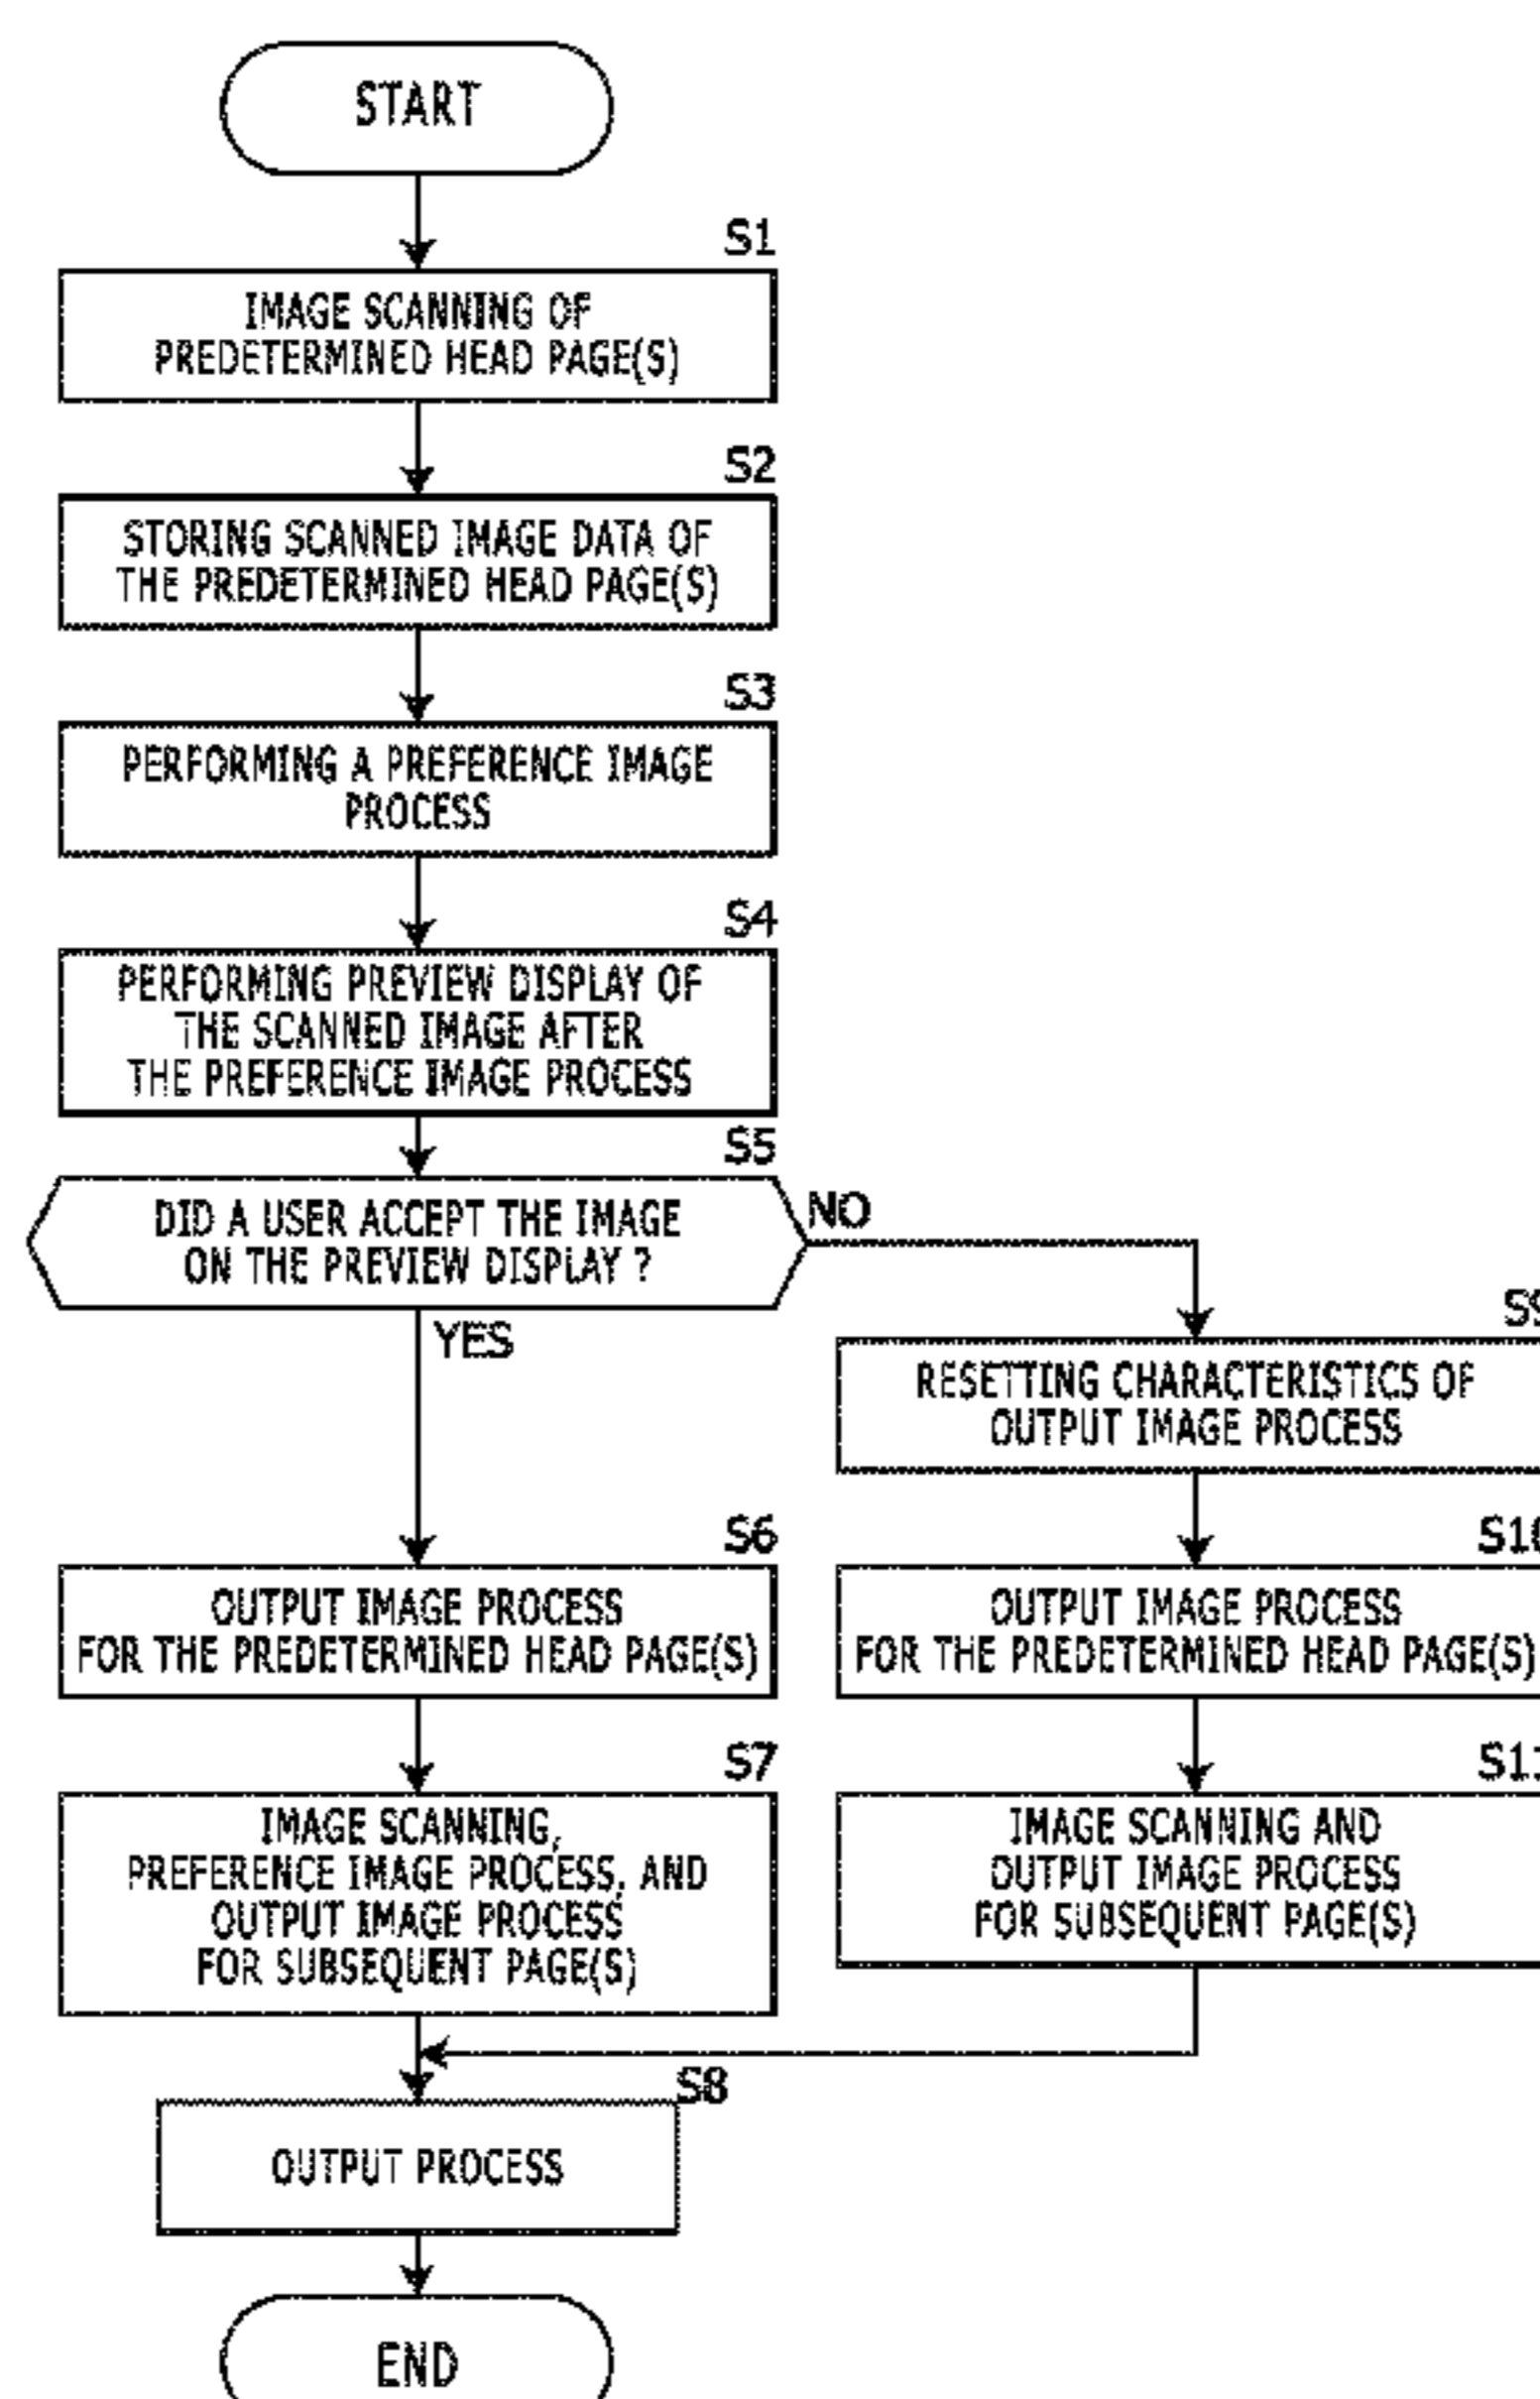 START
S1
IMAGE SCANNING OF
PREDETERMINED HEAD PAGE(S)
S2
STORING SCANNED IMAGE DATA OF
THE PREDETERMINED HEAD PAGE(S)
S3
PERFORMING A PREFERENCE IMAGE
PROCESS
S4
PERFORMING PREVIEW DISPLAY OF
THE SCANNED IMAGE AFTER
THE PREFERENCE IMAGE PROCESS
S5
DID A USER ACCEPT THE IMAGE
ON THE PREVIEW DISPLAY ?
NO
YES
S9
RESETTING CHARACTERISTICS OF
OUTPUT IMAGE PROCESS
S6
OUTPUT IMAGE PROCESS
FOR THE PREDETERMINED HEAD PAGE(S)
S10
OUTPUT IMAGE PROCESS
FOR THE PREDETERMINED HEAD PAGE(S)
S7
IMAGE SCANNING,
PREFERENCE IMAGE PROCESS, AND
OUTPUT IMAGE PROCESS
FOR SUBSEQUENT PAGE(S)
S11
IMAGE SCANNING AND
OUTPUT IMAGE PROCESS
FOR SUBSEQUENT PAGE(S)
S8
OUTPUT PROCESS
END